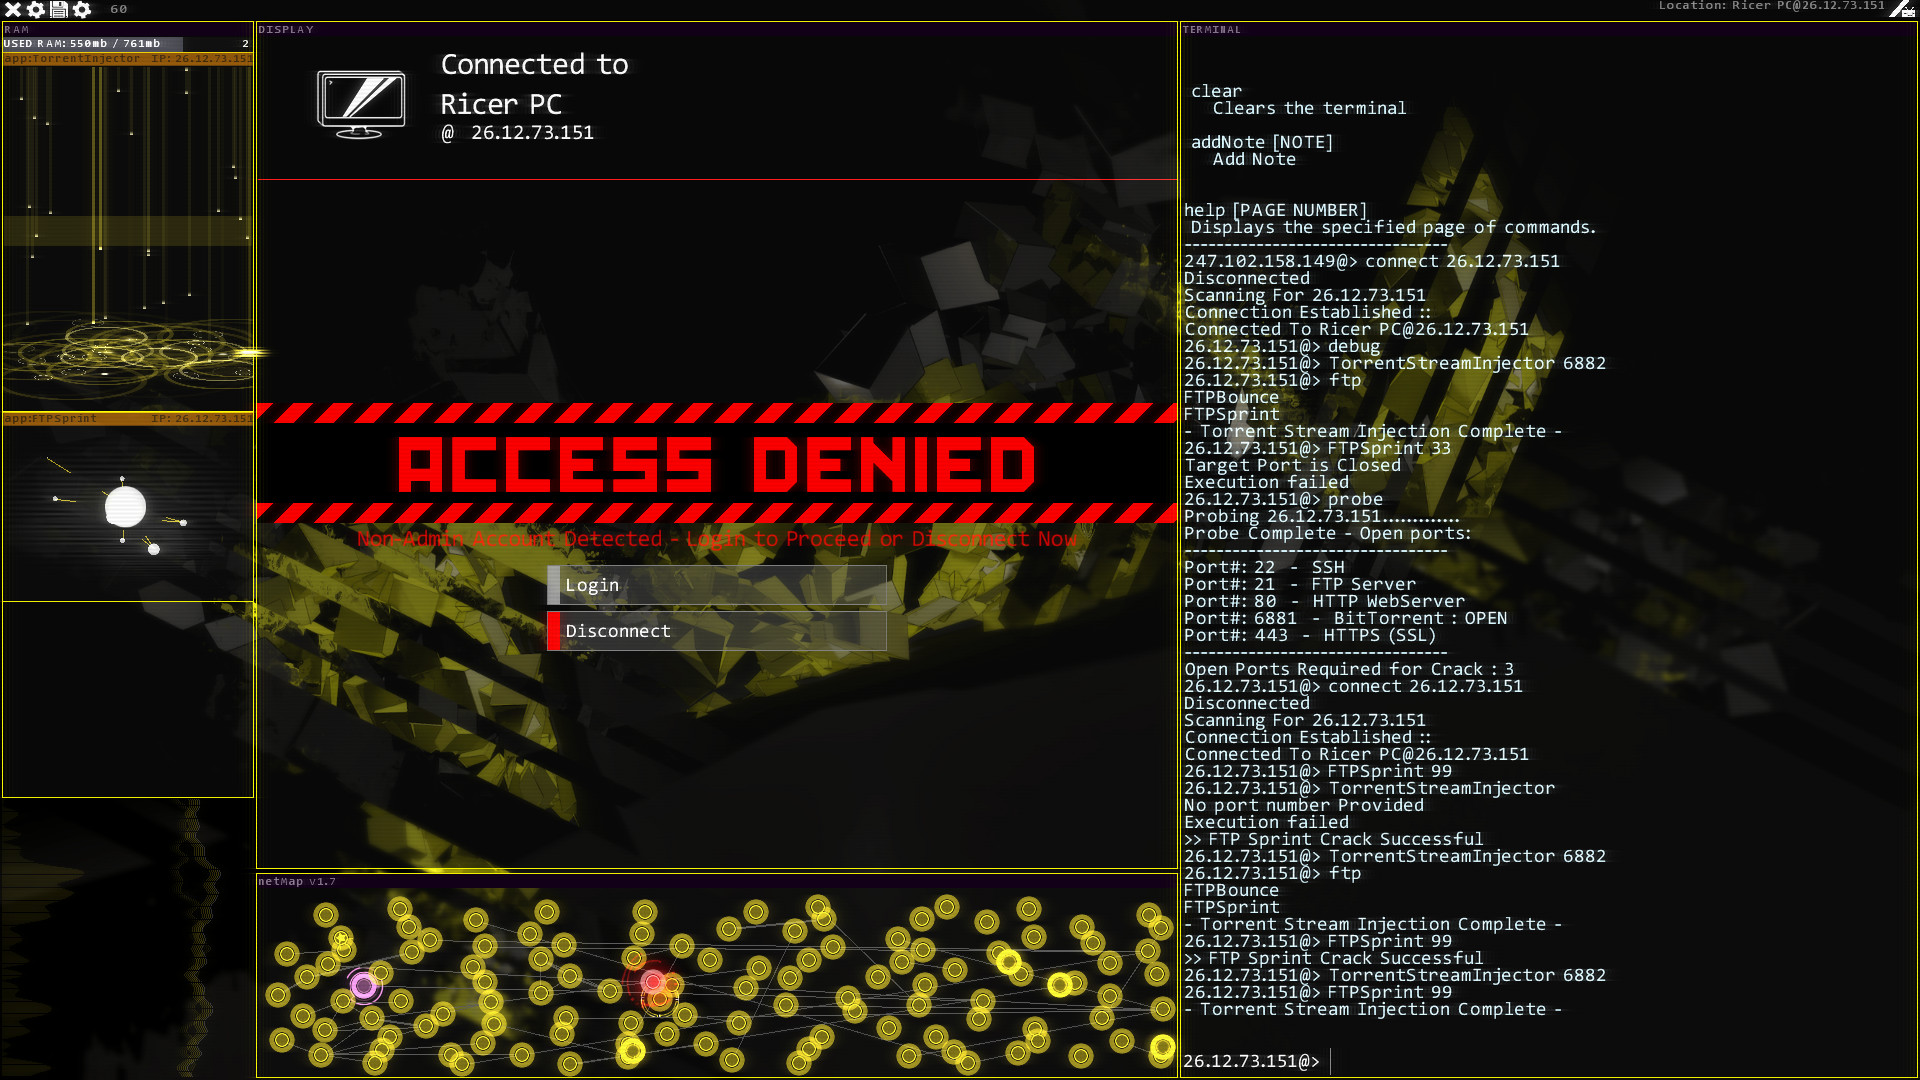 60
Location: Ricer PC@26.12.73.151
RAM
USED RAM: 550mb / 761mb
2
app:TorrentInjector IP: 26.12.73.151
app:FTPSprint IP: 26.12.73.151
DISPLAY
Connected to
Ricer PC
@ 26.12.73.151
ACCESS DENIED
Non-Admin Account Detected - Login to Proceed or Disconnect Now
Login
Disconnect
netMap v1.7
TERMINAL
clear
Clears the terminal
addNote [NOTE]
Add Note
help [PAGE NUMBER]
Displays the specified page of commands.
--------------------------------
247.102.158.149@> connect 26.12.73.151
Disconnected
Scanning For 26.12.73.151
Connection Established ::
Connected To Ricer PC@26.12.73.151
26.12.73.151@> debug
26.12.73.151@> TorrentStreamInjector 6882
26.12.73.151@> ftp
FTPBounce
FTPSprint
- Torrent Stream Injection Complete -
26.12.73.151@> FTPSprint 33
Target Port is Closed
Execution failed
26.12.73.151@> probe
Probing 26.12.73.151.............
Probe Complete - Open ports:
--------------------------------
Port#: 22 - SSH
Port#: 21 - FTP Server
Port#: 80 - HTTP WebServer
Port#: 6881 - BitTorrent : OPEN
Port#: 443 - HTTPS (SSL)
--------------------------------
Open Ports Required for Crack : 3
26.12.73.151@> connect 26.12.73.151
Disconnected
Scanning For 26.12.73.151
Connection Established ::
Connected To Ricer PC@26.12.73.151
26.12.73.151@> FTPSprint 99
26.12.73.151@> TorrentStreamInjector
No port number Provided
Execution failed
>> FTP Sprint Crack Successful
26.12.73.151@> TorrentStreamInjector 6882
26.12.73.151@> ftp
FTPBounce
FTPSprint
- Torrent Stream Injection Complete -
26.12.73.151@> FTPSprint 99
>> FTP Sprint Crack Successful
26.12.73.151@> TorrentStreamInjector 6882
26.12.73.151@> FTPSprint 99
- Torrent Stream Injection Complete -
26.12.73.151@>